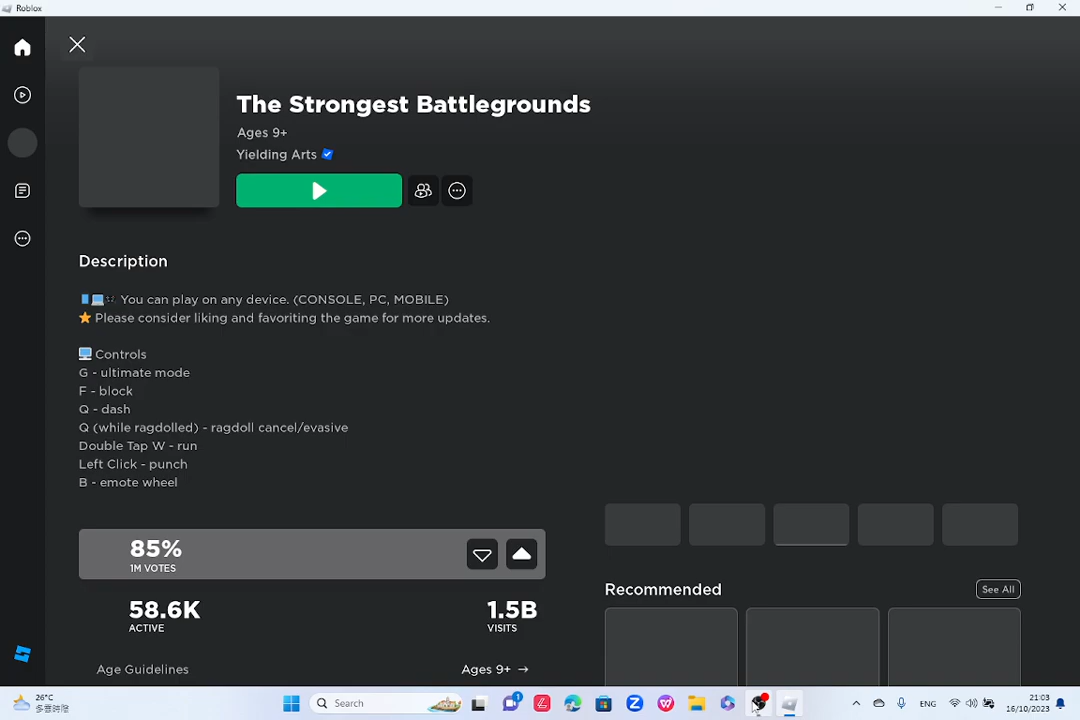 Roblox
The Strongest Battlegrounds
Ages 9+
Yielding Arts
Description
You can play on any device. (CONSOLE, PC, MOBILE)
Please consider liking and favoriting the game for more updates.
Controls
G - ultimate mode
F - block
Q - dash
Q (while ragdolled) - ragdoll cancel/evasive
Double Tap W - run
Left Click - punch
B - emote wheel
85%
1M VOTES
58.6K
ACTIVE
1.5B
VISITS
Age Guidelines
Ages 9+ →
Recommended
See All
26°C
Search
1
ENG
21:03
16/10/2023